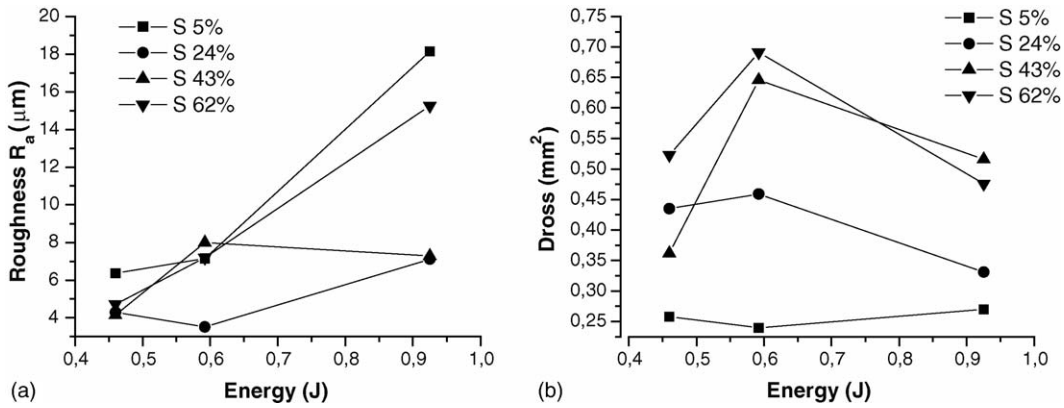 S 5%
S 24%
S 43%
S 62%
20
18
16
14
12
10
8
6
4
Roughness R_a (μm)
0,4 0,5 0,6 0,7 0,8 0,9 1,0
Energy (J)
(a)
S 5%
S 24%
S 43%
S 62%
0,70
0,65
0,60
0,55
0,50
0,45
0,40
0,35
0,30
0,25
Dross (mm²)
0,4 0,5 0,6 0,7 0,8 0,9 1,0
Energy (J)
(b)